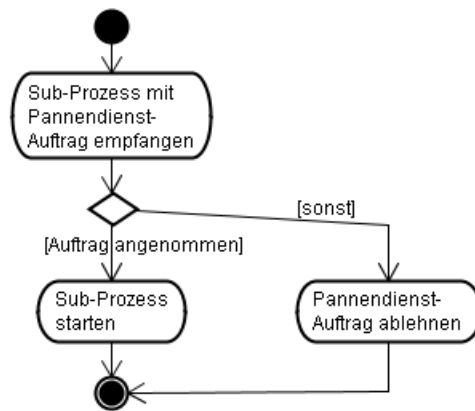 Sub-Prozess mit
Pannendienst-
Auftrag empfangen
[sonst]
[Auftrag angenommen]
Sub-Prozess
starten
Pannendienst-
Auftrag ablehnen